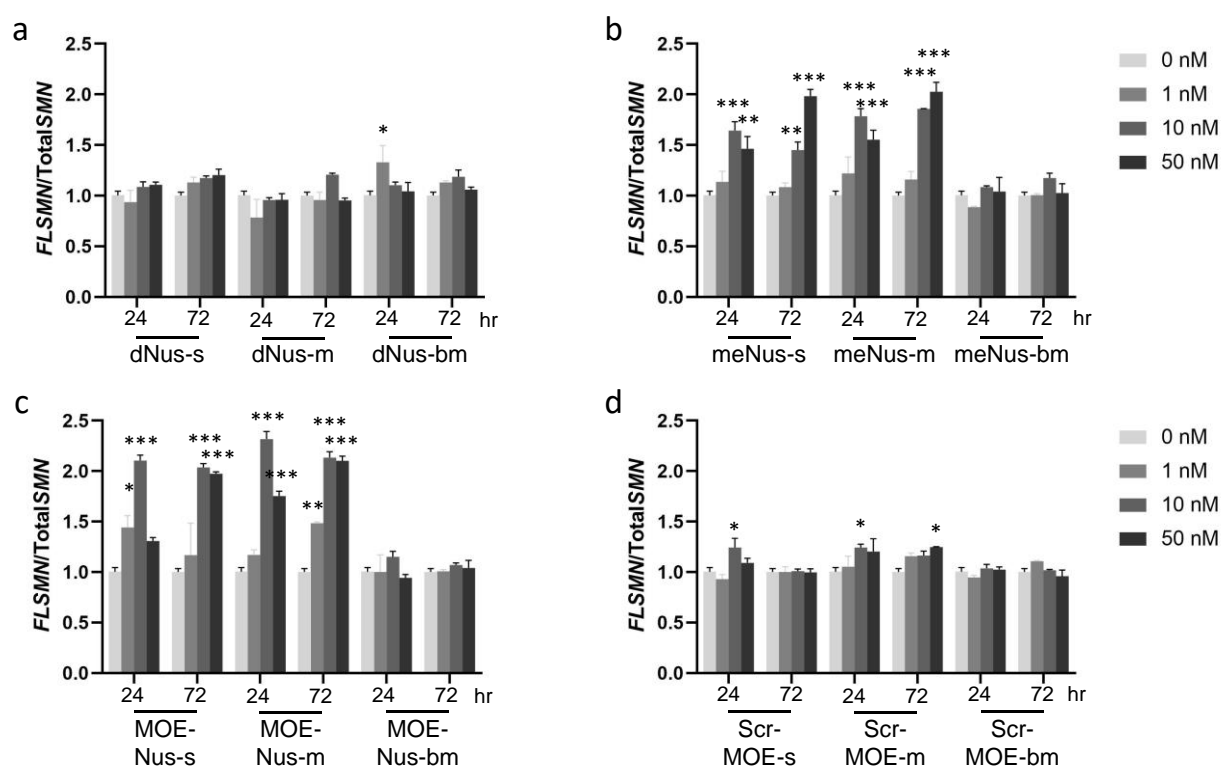 a
FLSMN/TotalSMN
2.5
2.0
1.5
1.0
0.5
0.0
*
24 72 24 72 24 72 hr
dNus-s dNus-m dNus-bm
b
FLSMN/TotalSMN
2.5
2.0
1.5
1.0
0.5
0.0
*** ** ** *** *** *** *** ***
24 72 24 72 24 72 hr
meNus-s meNus-m meNus-bm
0 nM
1 nM
10 nM
50 nM
c
FLSMN/TotalSMN
2.5
2.0
1.5
1.0
0.5
0.0
* *** *** *** *** *** ** *** ***
24 72 24 72 24 72 hr
MOE- MOE- MOE-
Nus-s Nus-m Nus-bm
d
FLSMN/TotalSMN
2.5
2.0
1.5
1.0
0.5
0.0
* * *
24 72 24 72 24 72 hr
Scr- Scr- Scr-
MOE-s MOE-m MOE-bm
0 nM
1 nM
10 nM
50 nM